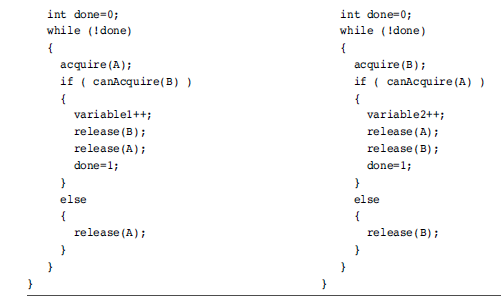 int done=0;
while (!done)
{
acquire(A);
if ( canAcquire(B) )
{
variable1++;
release(B);
release(A);
done=1;
}
else
{
release(A);
}
}
}
int done=0;
while (!done)
{
acquire(B);
if ( canAcquire(A) )
{
variable2++;
release(A);
release(B);
done=1;
}
else
{
release(B);
}
}
}